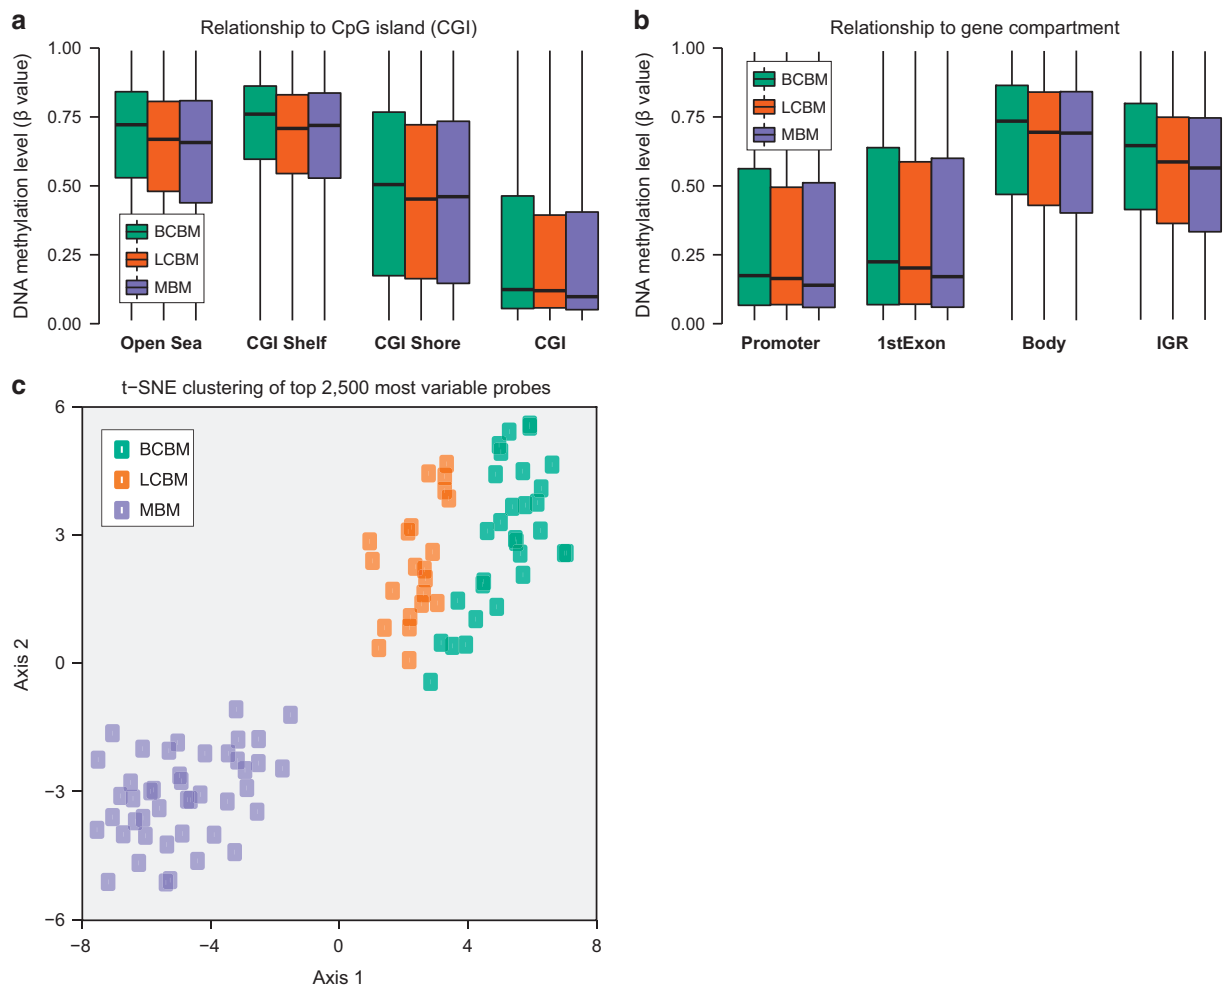 a
Relationship to CpG island (CGI)
DNA methylation level (β value)
1.00
0.75
0.50
0.25
0.00
BCBM
LCBM
MBM
Open Sea
CGI Shelf
CGI Shore
CGI
b
Relationship to gene compartment
DNA methylation level (β value)
1.00
0.75
0.50
0.25
0.00
BCBM
LCBM
MBM
Promoter
1stExon
Body
IGR
c
t−SNE clustering of top 2,500 most variable probes
Axis 2
6
3
0
−3
−6
BCBM
LCBM
MBM
−8
−4
0
4
8
Axis 1